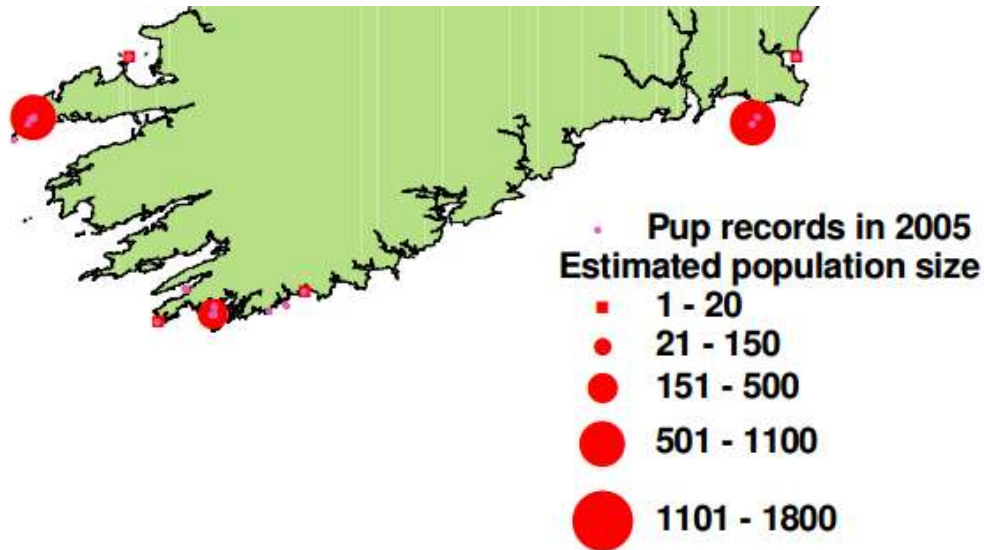 Pup records in 2005
Estimated population size
1 - 20
21 - 150
151 - 500
501 - 1100
1101 - 1800